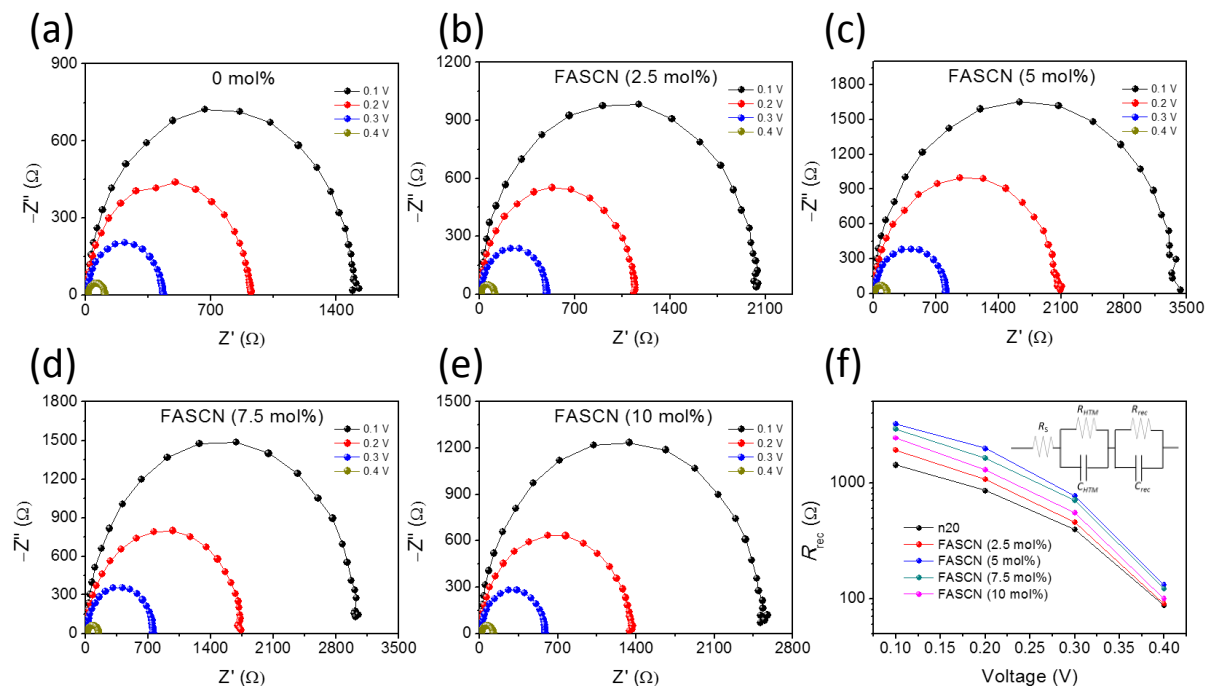 (a)
0 mol%
0.1 V
0.2 V
0.3 V
0.4 V
900
600
300
0
0
700
1400
−Z'' (Ω)
Z' (Ω)
(b)
FASCN (2.5 mol%)
0.1 V
0.2 V
0.3 V
0.4 V
1200
900
600
300
0
0
700
1400
2100
−Z'' (Ω)
Z' (Ω)
(c)
FASCN (5 mol%)
0.1 V
0.2 V
0.3 V
0.4 V
1800
1500
1200
900
600
300
0
0
700
1400
2100
2800
3500
−Z'' (Ω)
Z' (Ω)
(d)
FASCN (7.5 mol%)
0.1 V
0.2 V
0.3 V
0.4 V
1800
1500
1200
900
600
300
0
0
700
1400
2100
2800
3500
−Z'' (Ω)
Z' (Ω)
(e)
FASCN (10 mol%)
0.1 V
0.2 V
0.3 V
0.4 V
1500
1200
900
600
300
0
0
700
1400
2100
2800
−Z'' (Ω)
Z' (Ω)
(f)
RS
RHTM
Rrec
CHTM
Crec
1000
100
Rrec (Ω)
n20
FASCN (2.5 mol%)
FASCN (5 mol%)
FASCN (7.5 mol%)
FASCN (10 mol%)
0.10
0.15
0.20
0.25
0.30
0.35
0.40
Voltage (V)